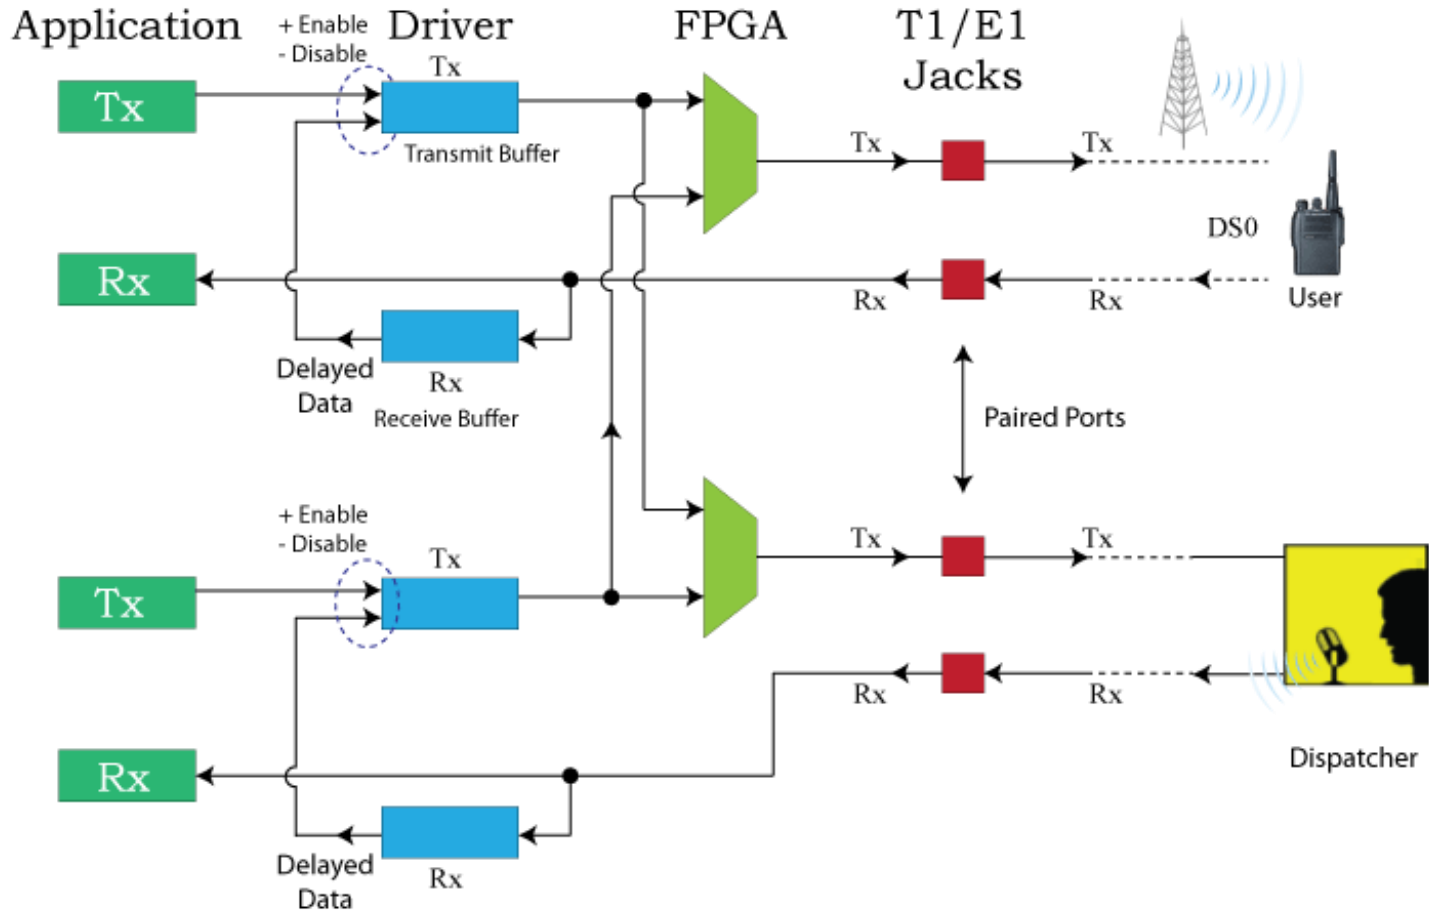 Application
+ Enable
- Disable
Driver
FPGA
T1/E1
Jacks
Tx
Tx
Transmit Buffer
Tx
Tx
DS0
User
Rx
Rx
Rx
Delayed
Data
Rx
Receive Buffer
Paired Ports
+ Enable
- Disable
Tx
Tx
Tx
Tx
Rx
Rx
Dispatcher
Rx
Delayed
Data
Rx